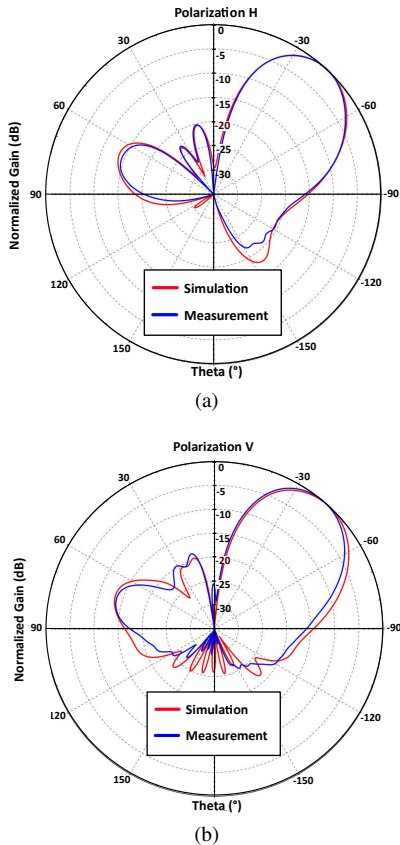 Polarization H
0
30
-30
-5
-10
60
-60
-15
-20
-25
-30
Normalized Gain (dB)
90
-90
120
-120
Simulation
Measurement
150
-150
Theta (°)
(a)
Polarization V
0
30
-30
-5
-10
60
-60
-15
-20
-25
-30
Normalized Gain (dB)
90
-90
120
-120
Simulation
Measurement
150
-150
Theta (°)
(b)